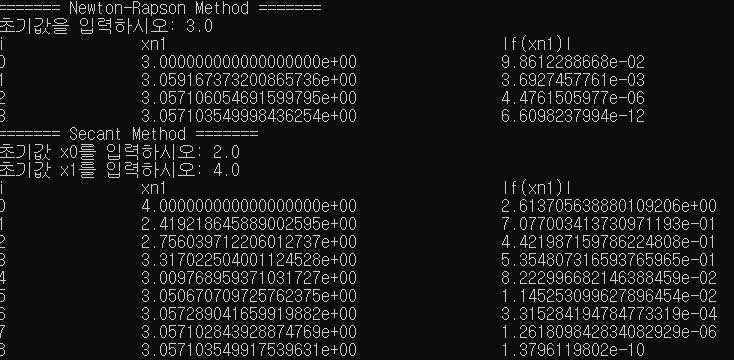 ======= Newton-Rapson Method =======
초기값을 입력하시오: 3.0
i xn1 |f(xn1)|
0 3.000000000000000000e+00 9.8612288668e-02
1 3.059167373200865736e+00 3.6927457761e-03
2 3.057106054691599795e+00 4.4761505977e-06
3 3.057103549998436254e+00 6.6098237994e-12
======= Secant Method =======
초기값 x0를 입력하시오: 2.0
초기값 x1를 입력하시오: 4.0
i xn1 |f(xn1)|
0 4.000000000000000000e+00 2.613705638880109206e+00
1 2.419218645889002595e+00 7.077003413730971193e-01
2 2.756039712206012737e+00 4.421987159786224808e-01
3 3.317022504001124528e+00 5.354807316593765965e-01
4 3.009768959371031727e+00 8.222996682146388459e-02
5 3.050670709725762375e+00 1.145253099627896454e-02
6 3.057289041659919882e+00 3.315284194784773319e-04
7 3.057102843928874769e+00 1.261809842834082929e-06
8 3.057103549917539631e+00 1.3796119802e-10